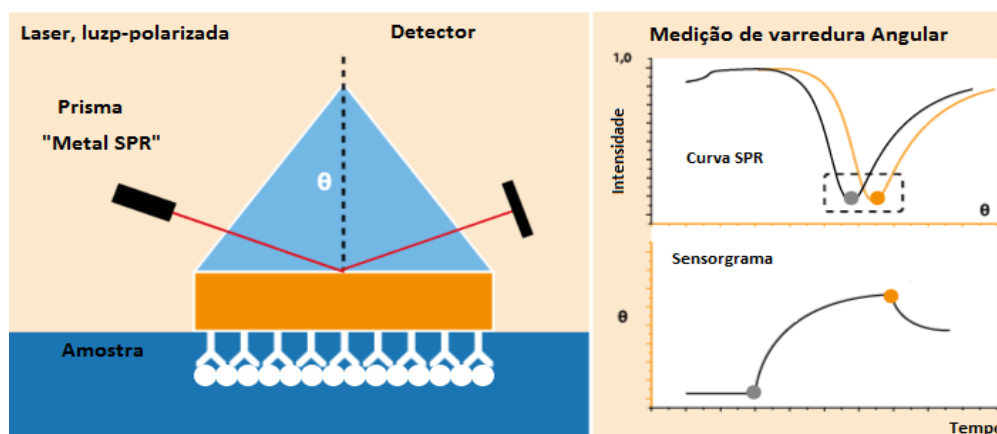 Laser, luzp-polarizada
Detector
Prisma
"Metal SPR"
θ
Amostra
Medição de varredura Angular
1,0
Intensidade
Curva SPR
θ
Sensorgrama
θ
Tempo